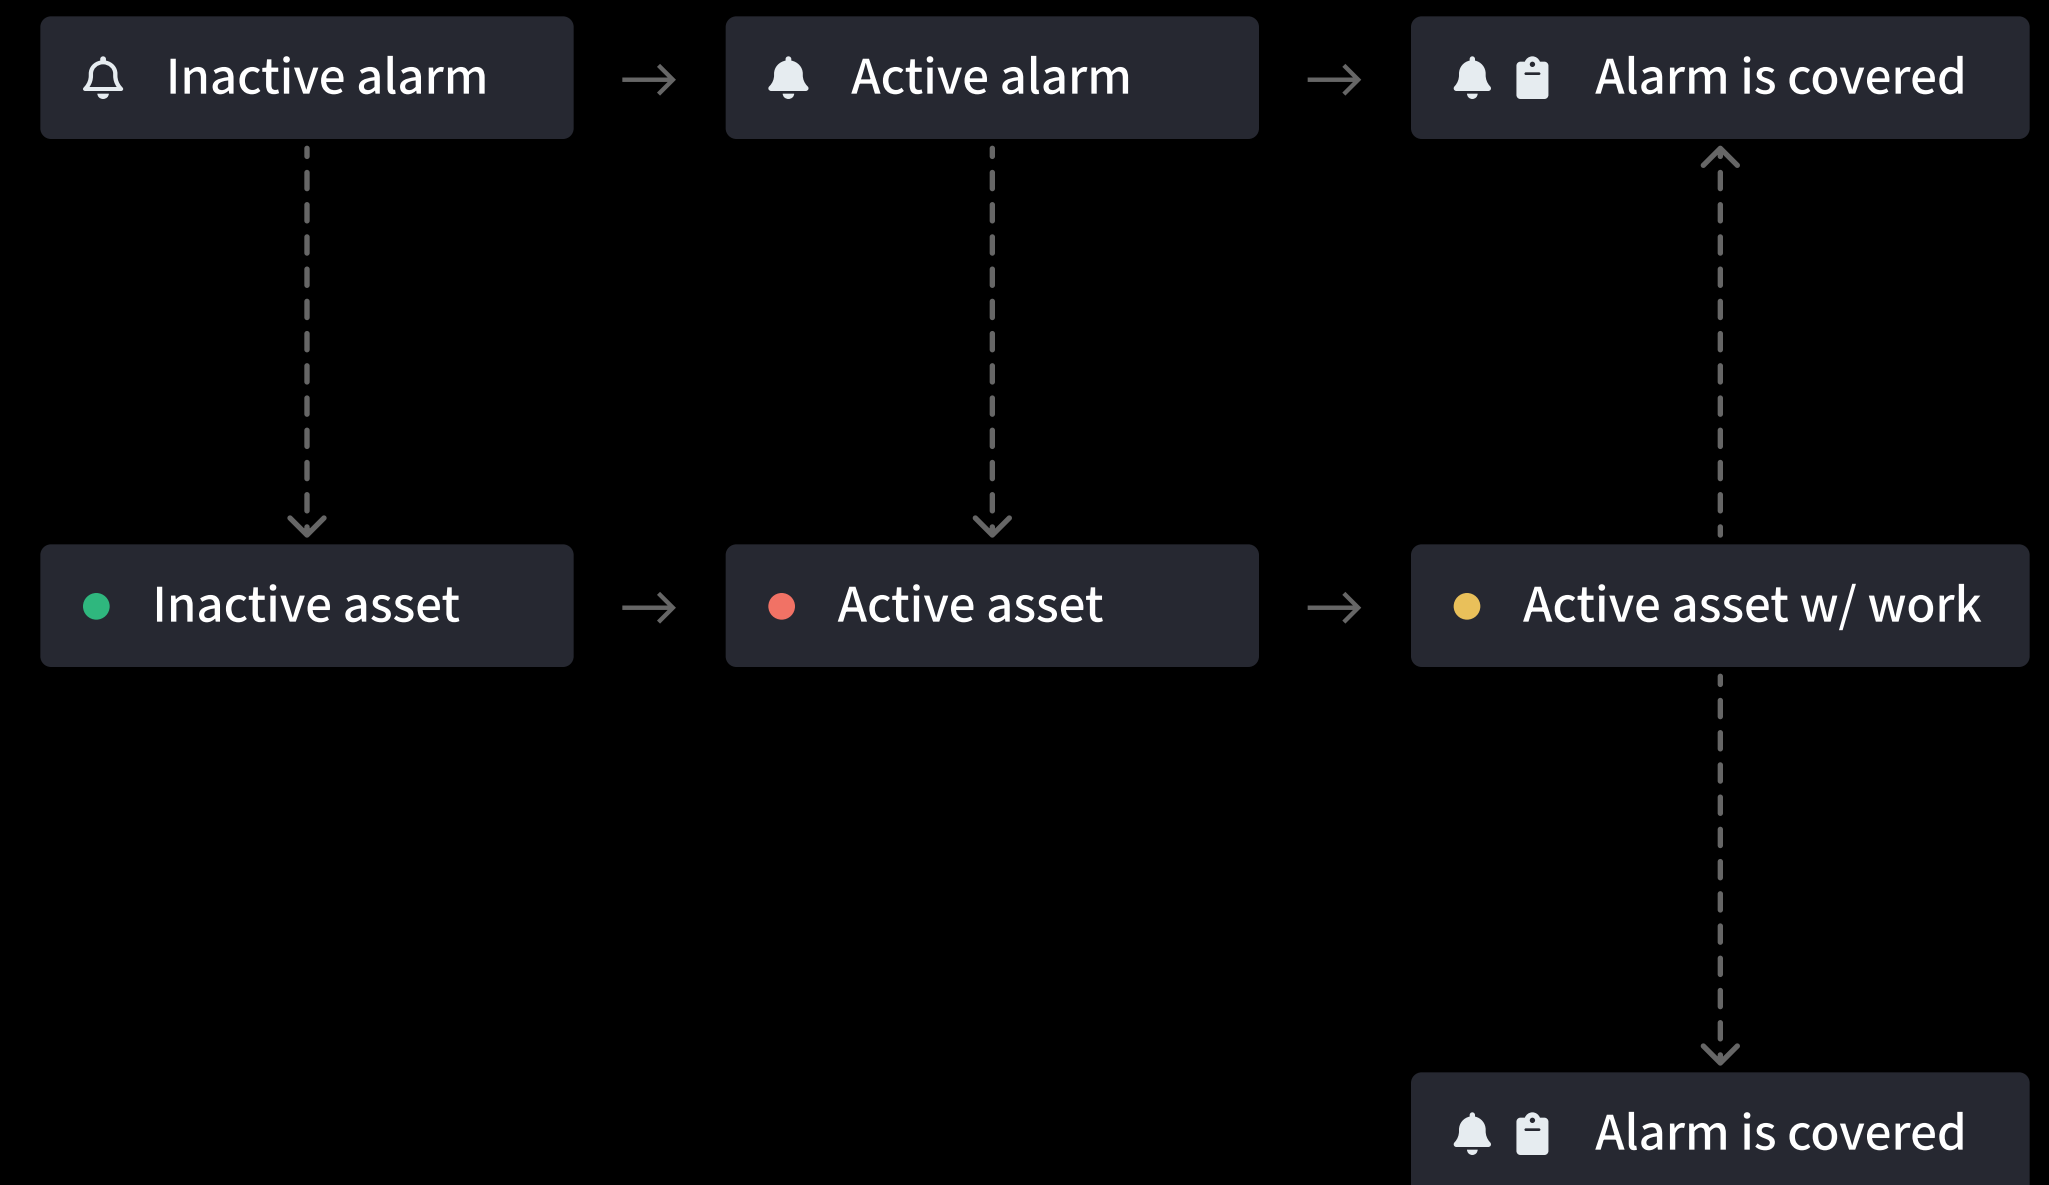 Inactive alarm
Active alarm
Alarm is covered
Inactive asset
Active asset
Active asset w/ work
Alarm is covered